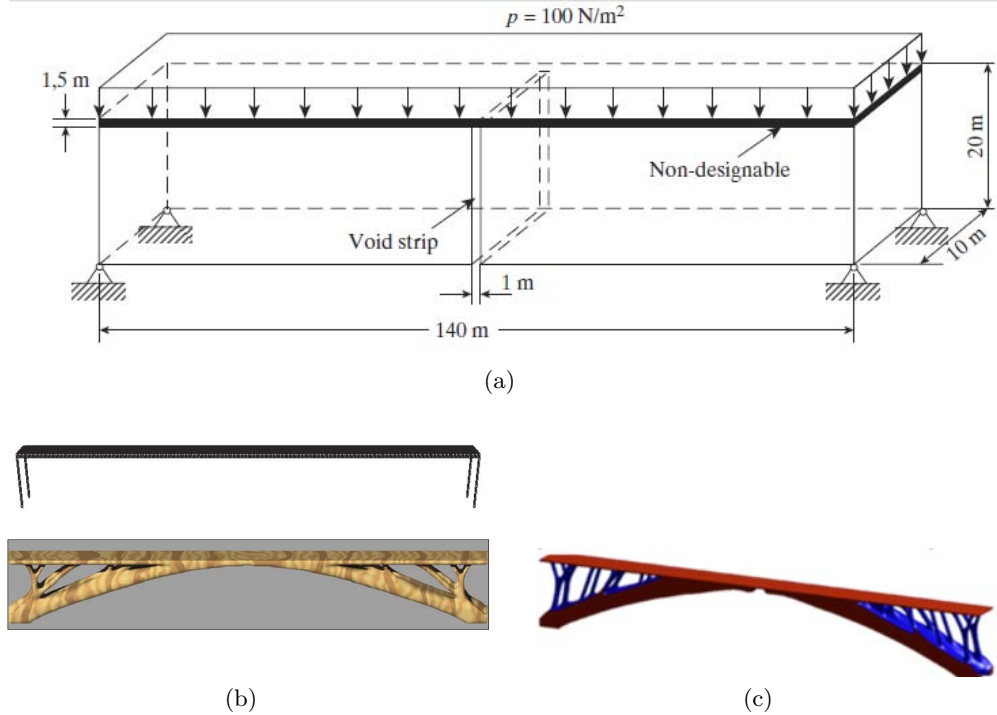 p = 100 N/m²
1,5 m
Non-designable
20 m
Void strip
10 m
1 m
140 m
(a)
(b)
(c)